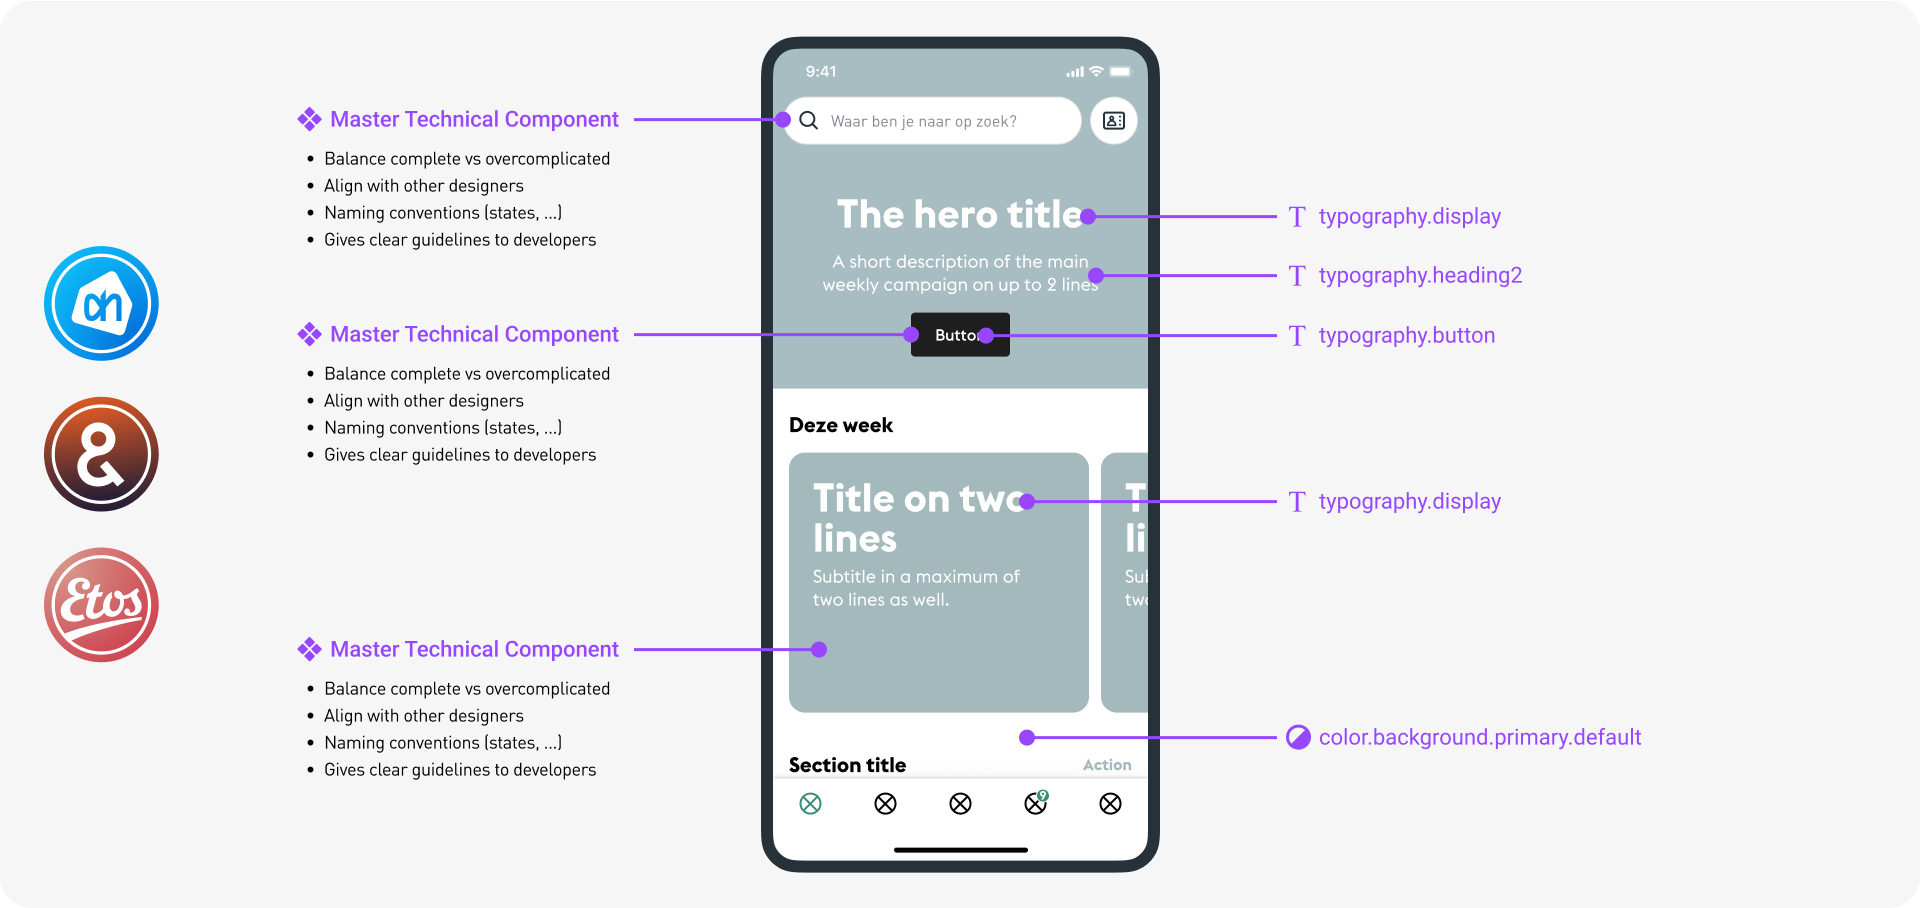 Master Technical Component
Balance complete vs overcomplicated
Align with other designers
Naming conventions (states, ...)
Gives clear guidelines to developers
Master Technical Component
Balance complete vs overcomplicated
Align with other designers
Naming conventions (states, ...)
Gives clear guidelines to developers
Master Technical Component
Balance complete vs overcomplicated
Align with other designers
Naming conventions (states, ...)
Gives clear guidelines to developers
ah
&
Etos
9:41
Waar ben je naar op zoek?
The hero title
A short description of the main
weekly campaign on up to 2 lines
Button
Deze week
Title on two
lines
Subtitle in a maximum of
two lines as well.
T
li
Sul
two
Section title
Action
9
T typography.display
T typography.heading2
T typography.button
T typography.display
color.background.primary.default